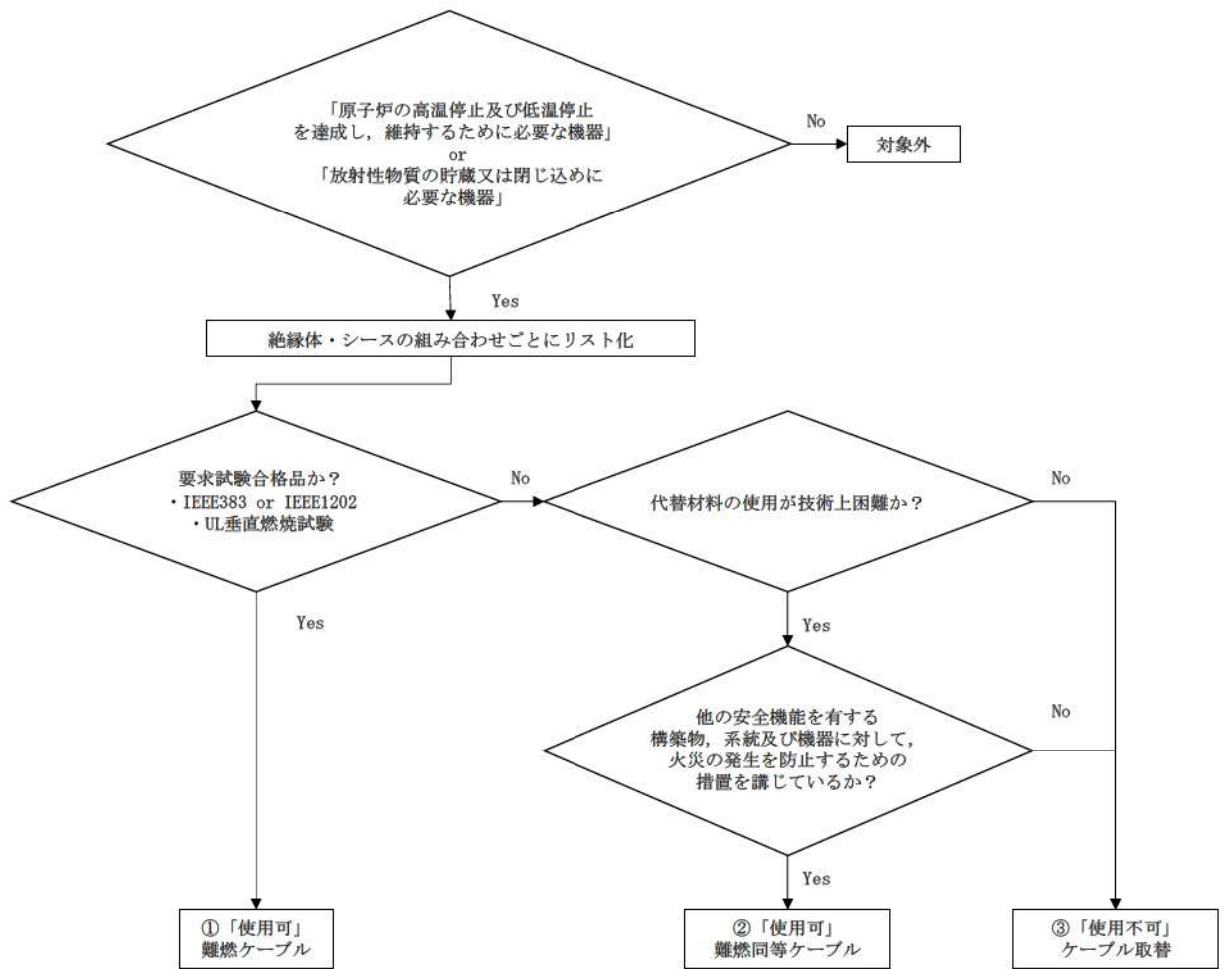 「原子炉の高温停止及び低温停止
を達成し，維持するために必要な機器」
or
「放射性物質の貯蔵又は閉じ込めに
必要な機器」
No
対象外
Yes
絶縁体・シースの組み合わせごとにリスト化
要求試験合格品か？
・IEEE383 or IEEE1202
・UL垂直燃焼試験
No
代替材料の使用が技術上困難か？
No
Yes
Yes
他の安全機能を有する
構築物，系統及び機器に対して，
火災の発生を防止するための
措置を講じているか？
No
Yes
①「使用可」
難燃ケーブル
②「使用可」
難燃同等ケーブル
③「使用不可」
ケーブル取替